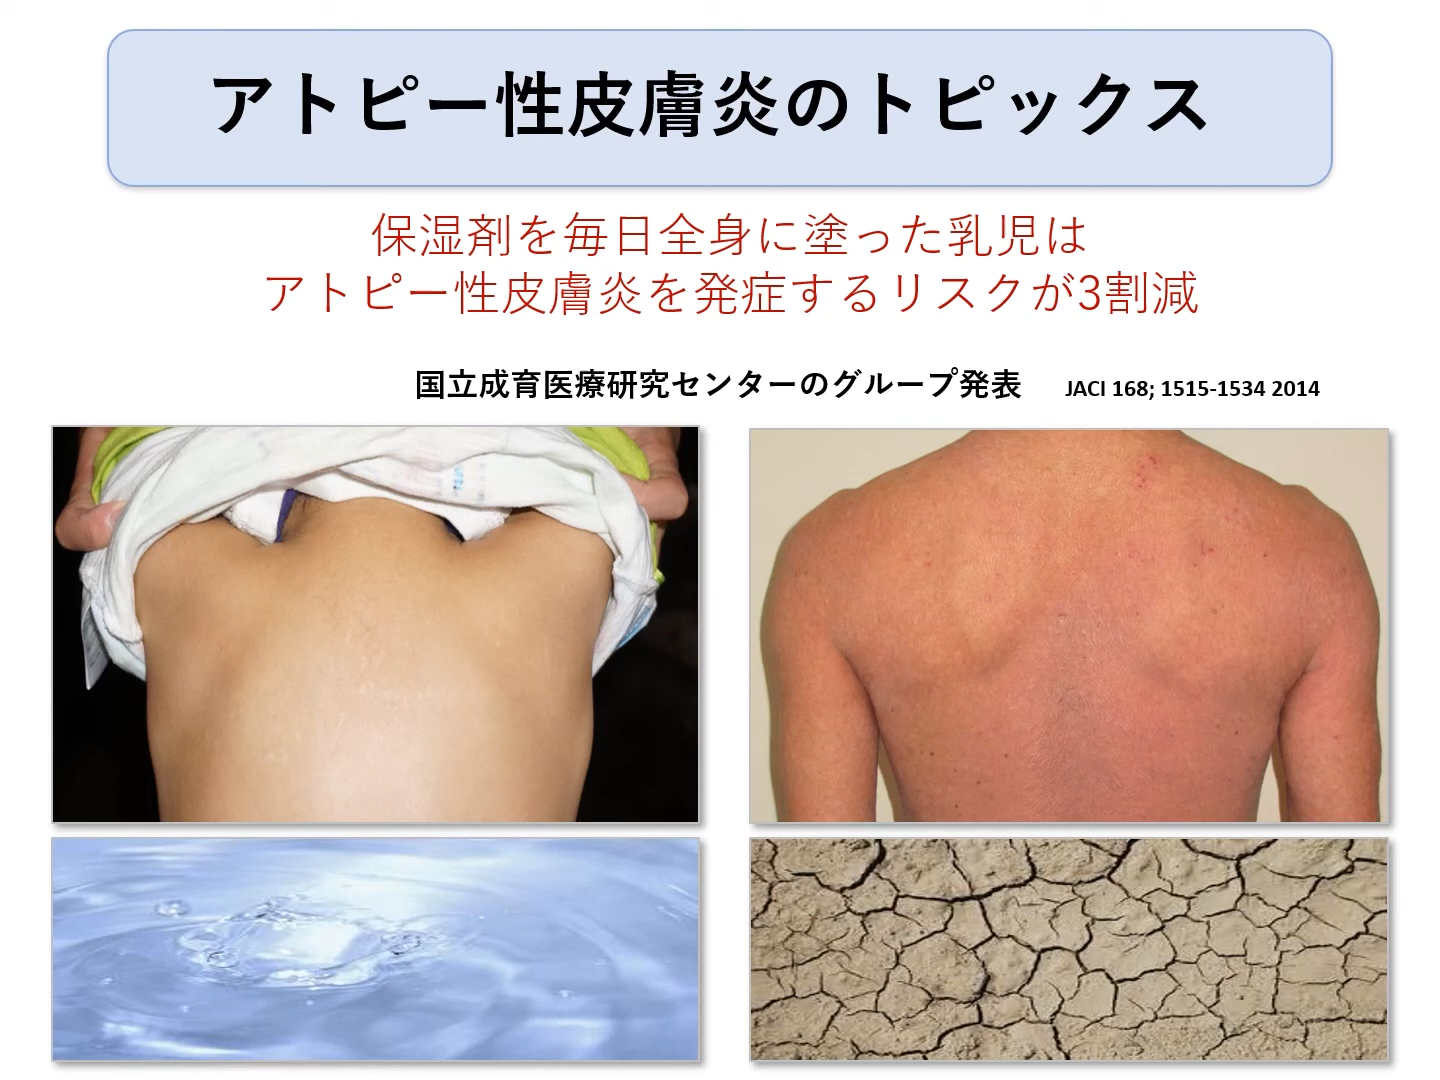 アトピー性皮膚炎のトピックス
保湿剤を毎日全身に塗った乳児は
アトピー性皮膚炎を発症するリスクが3割減
国立成育医療研究センターのグループ発表 JACI 168; 1515-1534 2014